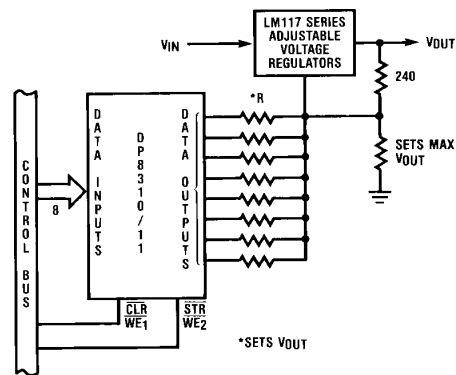 LM117 SERIES
ADJUSTABLE
VOLTAGE
REGULATORS
VIN
VOUT
240
*R
SETS MAX
VOUT
CONTROL BUS
8
DATA INPUTS
DP8310/11
DATA OUTPUTS
CLR
WE1
STR
WE2
*SETS VOUT